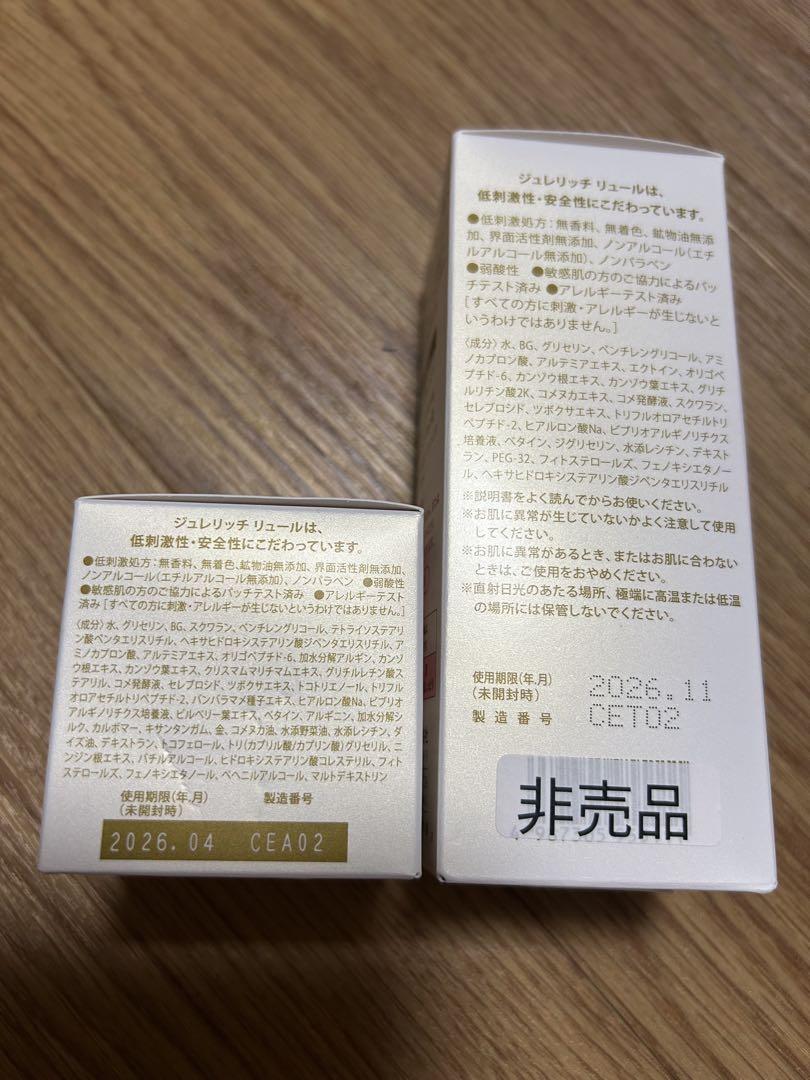 ジュレリッチ リュールは、
低刺激性・安全性にこだわっています。
●低刺激処方：無香料、無着色、鉱物油無添加、界面活性剤無添加、
ノンアルコール（エチルアルコール無添加）、ノンパラベン ●弱酸性
●敏感肌の方のご協力によるパッチテスト済み ●アレルギーテスト
済み［すべての方に刺激・アレルギーが生じないというわけではありません。］
〈成分〉水、グリセリン、BG、スクワラン、ペンチレングリコール、テトライソステアリン
酸ペンタエリスリチル、ヘキサヒドロキシステアリン酸ジペンタエリスリチル、ア
ミノカプロン酸、アルテミアエキス、オリゴペプチド-6、加水分解アルギン、カンゾ
ウ根エキス、カンゾウ葉エキス、クリスマムマリチマムエキス、グリチルレチン酸ス
テアリル、コメ発酵液、セレブロシド、ツボクサエキス、トコトリエノール、トリフル
オロアセチルトリペプチド-2、バンバラマメ種子エキス、ヒアルロン酸Na、ビブリオ
アルギノリチクス培養液、ビルベリー葉エキス、ベタイン、アルギニン、加水分解シ
ルク、カルボマー、キサンタンガム、金、コメヌカ油、水添野菜油、水添レシチン、ダ
イズ油、デキストラン、トコフェロール、トリ(カプリル酸/カプリン酸)グリセリル、ニ
ンジン根エキス、バチルアルコール、ヒドロキシステアリン酸コレステリル、フィト
ステロールズ、フェノキシエタノール、ベヘニルアルコール、マルトデキストリン
使用期限（年.月） 製造番号
（未開封時）
2026.04 CEA02
ジュレリッチ リュールは、
低刺激性・安全性にこだわっています。
●低刺激処方：無香料、無着色、鉱物油無添
加、界面活性剤無添加、ノンアルコール（エチ
ルアルコール無添加）、ノンパラベン
●弱酸性 ●敏感肌の方のご協力によるパッ
チテスト済み ●アレルギーテスト済み
［すべての方に刺激・アレルギーが生じないと
いうわけではありません。］
〈成分〉水、BG、グリセリン、ペンチレングリコール、アミ
ノカプロン酸、アルテミアエキス、エクトイン、オリゴペ
プチド-6、カンゾウ根エキス、カンゾウ葉エキス、グリチ
ルリチン酸2K、コメヌカエキス、コメ発酵液、スクワラン、
セレブロシド、ツボクサエキス、トリフルオロアセチルトリ
ペプチド-2、ヒアルロン酸Na、ビブリオアルギノリチクス
培養液、ベタイン、ジグリセリン、水添レシチン、デキスト
ラン、PEG-32、フィトステロールズ、フェノキシエタノー
ル、ヘキサヒドロキシステアリン酸ジペンタエリスリチル
※説明書をよく読んでからお使いください。
※お肌に異常が生じていないかよく注意して使用
してください。
※お肌に異常があるとき、またはお肌に合わない
ときは、ご使用をおやめください。
※直射日光のあたる場所、極端に高温または低温
の場所には保管しないでください。
使用期限（年.月） 2026.11
（未開封時）
製造番号 CET02
非売品